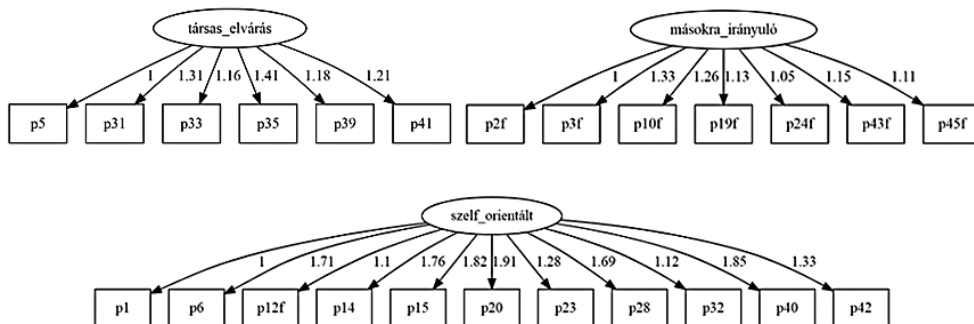 társas_elvárás
1 1.31 1.16 1.41 1.18 1.21
p5 p31 p33 p35 p39 p41
másokra_irányuló
1 1.33 1.26 1.13 1.05 1.15 1.11
p2f p3f p10f p19f p24f p43f p45f
szelf_orientált
1 1.71 1.1 1.76 1.82 1.91 1.28 1.69 1.12 1.85 1.33
p1 p6 p12f p14 p15 p20 p23 p28 p32 p40 p42